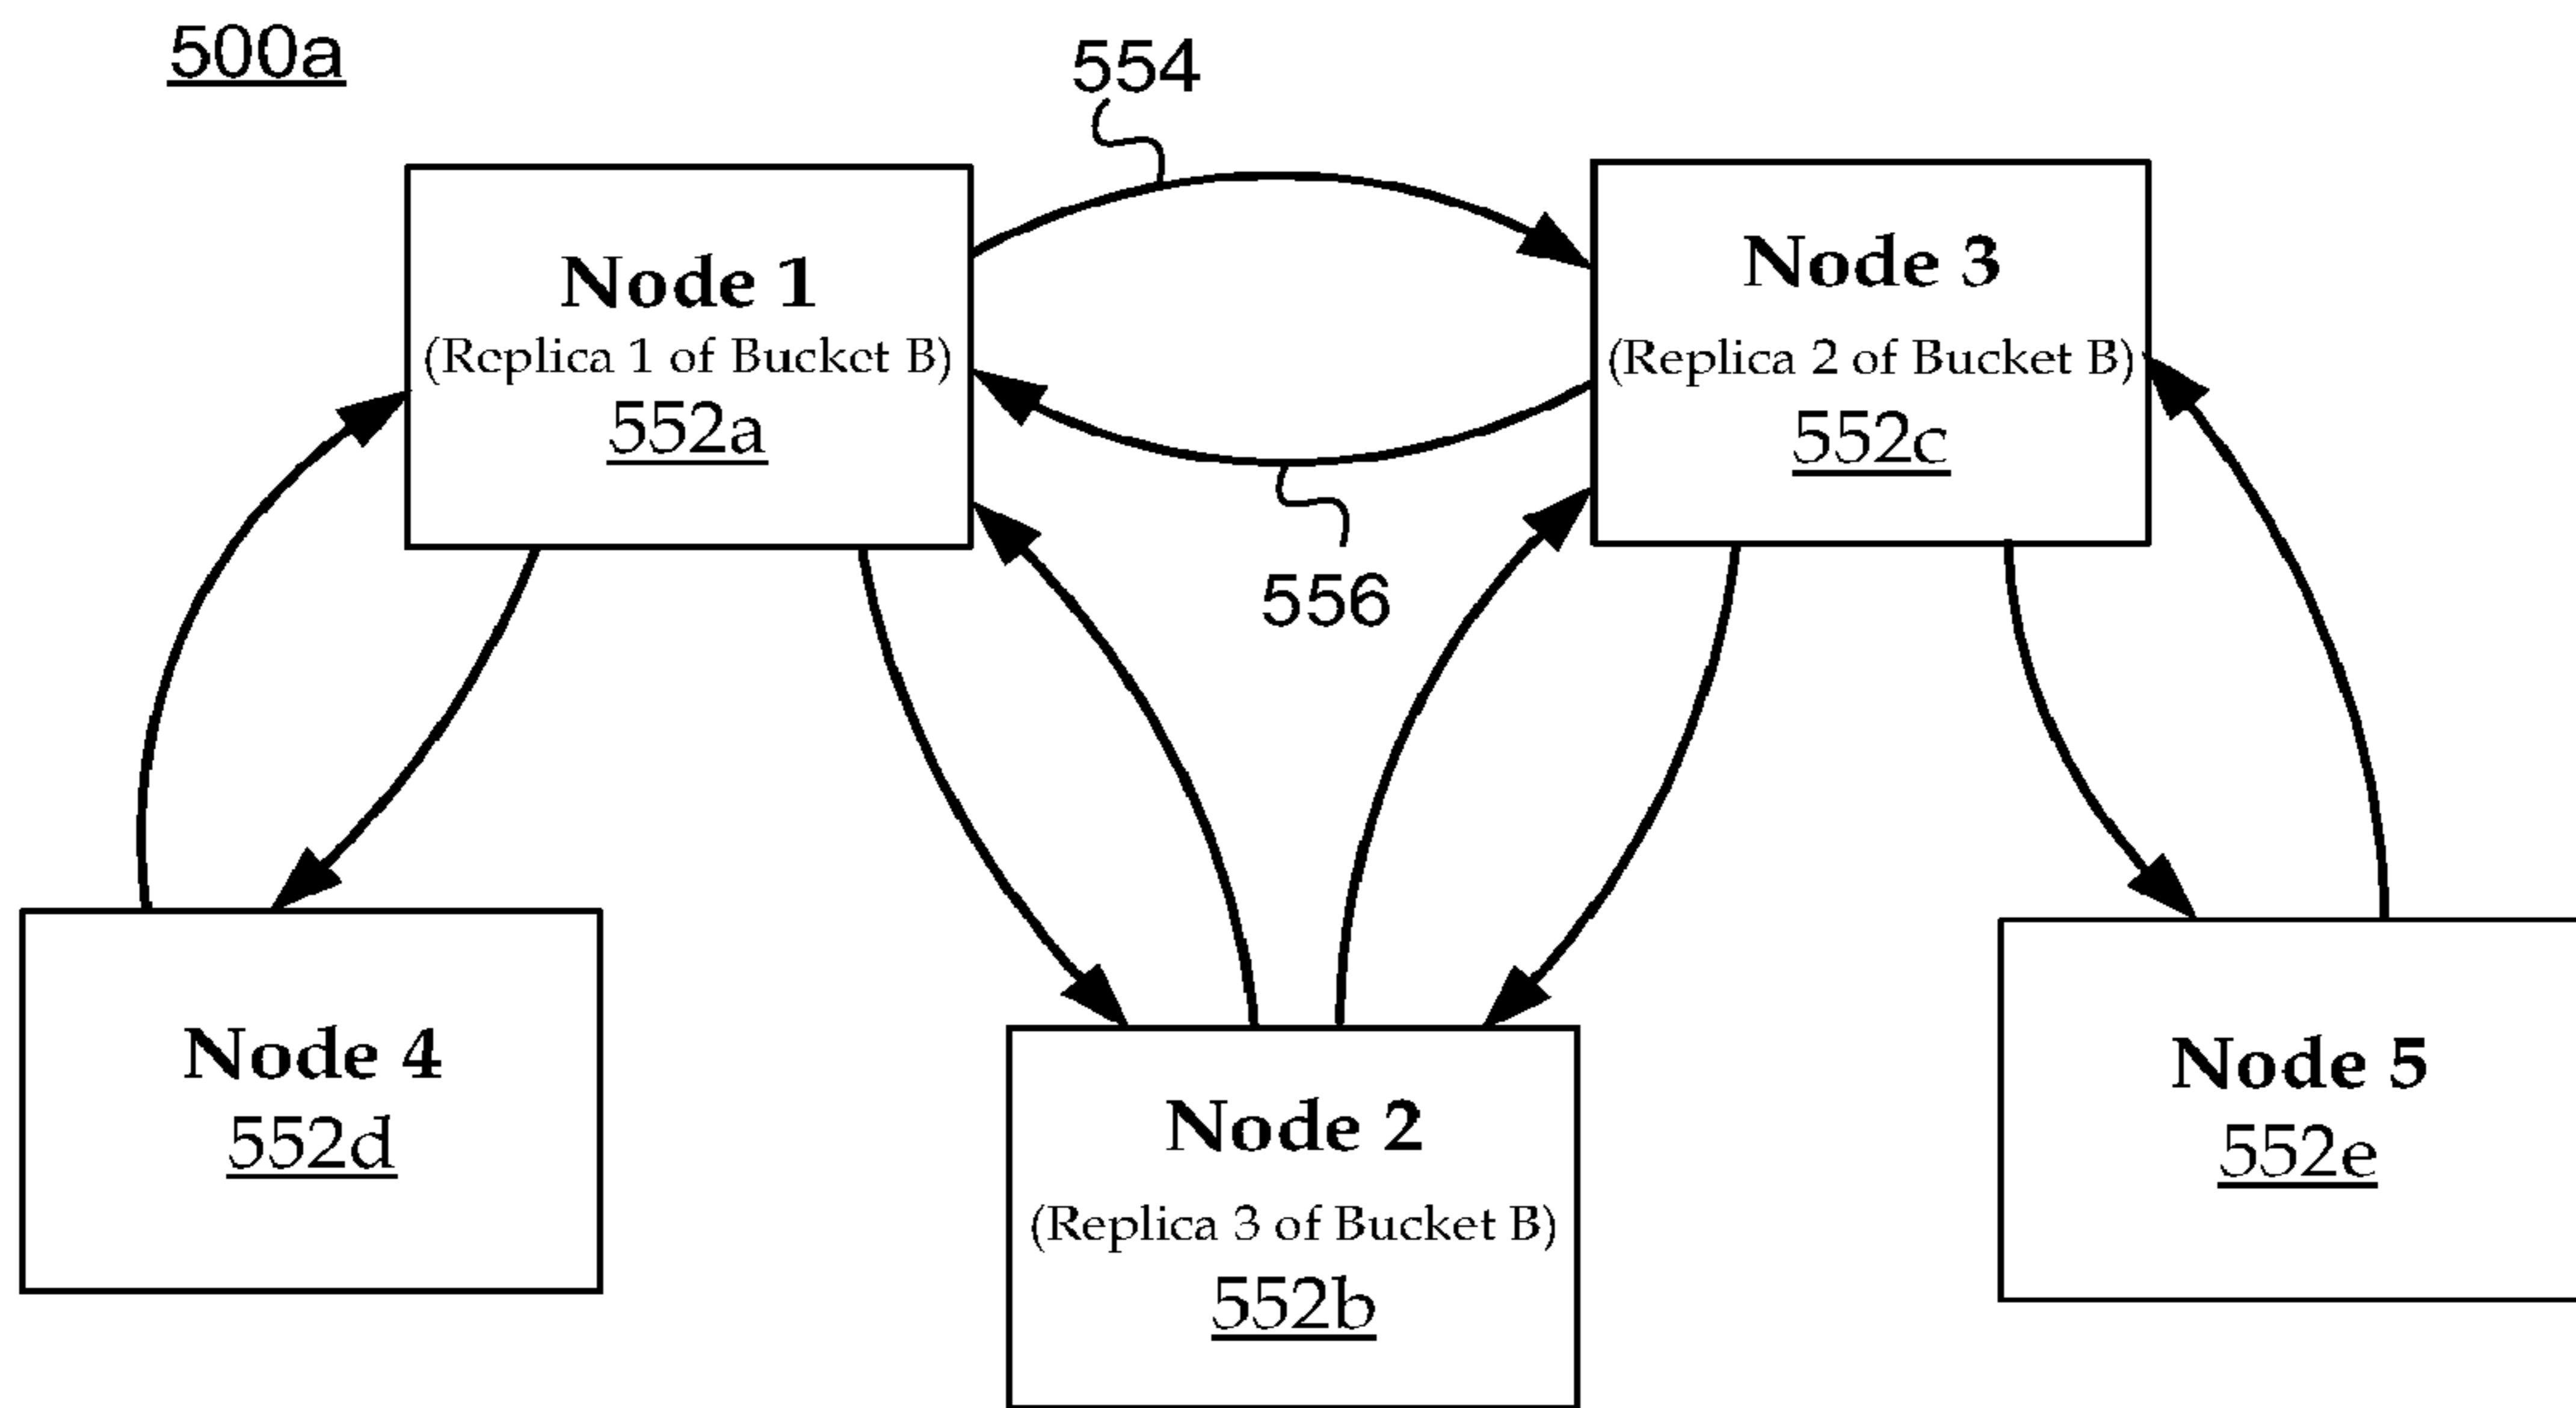 500a
554
Node 1
(Replica 1 of Bucket B)
552a
Node 3
(Replica 2 of Bucket B)
552c
556
Node 4
552d
Node 2
(Replica 3 of Bucket B)
552b
Node 5
552e